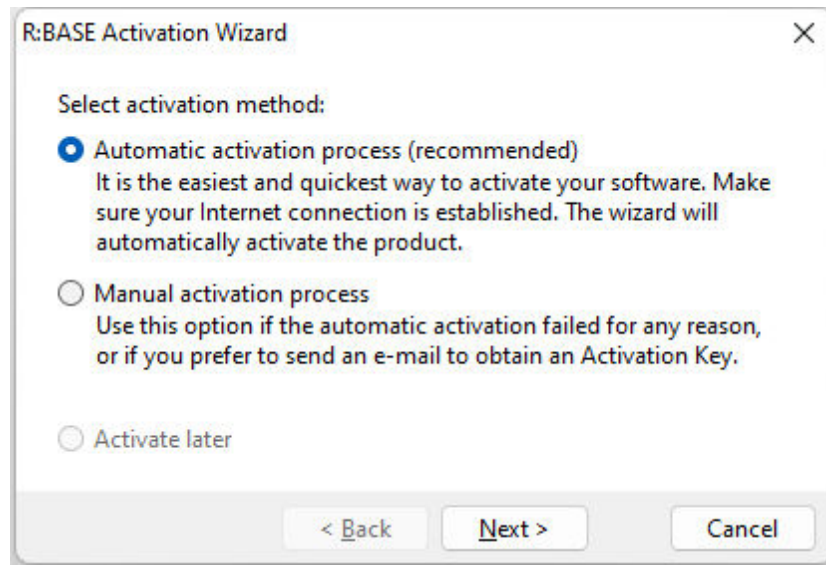 R:BASE Activation Wizard
Select activation method:
Automatic activation process (recommended)
It is the easiest and quickest way to activate your software. Make
sure your Internet connection is established. The wizard will
automatically activate the product.
Manual activation process
Use this option if the automatic activation failed for any reason,
or if you prefer to send an e-mail to obtain an Activation Key.
Activate later
< Back Next > Cancel